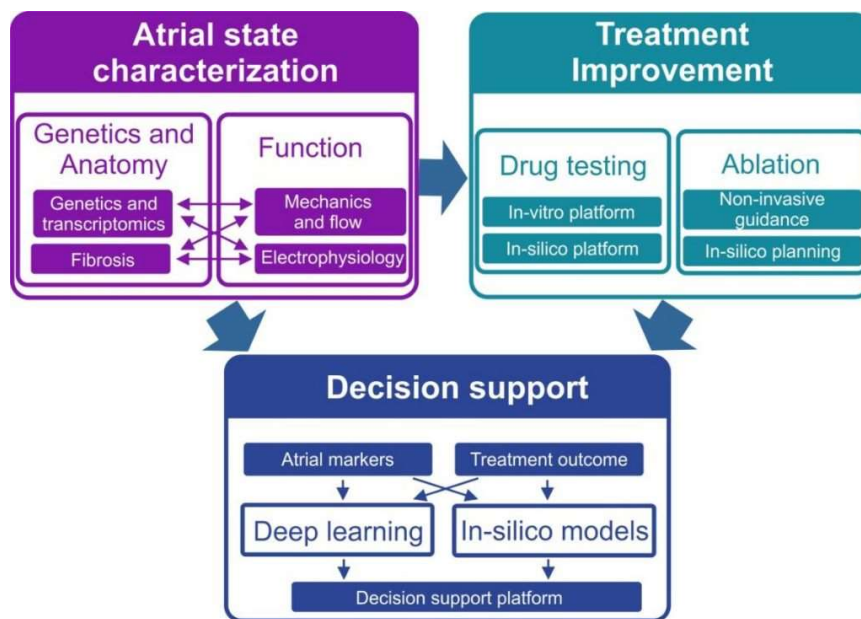 Atrial state
characterization
Genetics and
Anatomy
Genetics and
transcriptomics
Fibrosis
Function
Mechanics
and flow
Electrophysiology
Treatment
Improvement
Drug testing
In-vitro platform
In-silico platform
Ablation
Non-invasive
guidance
In-silico planning
Decision support
Atrial markers
Treatment outcome
Deep learning
In-silico models
Decision support platform